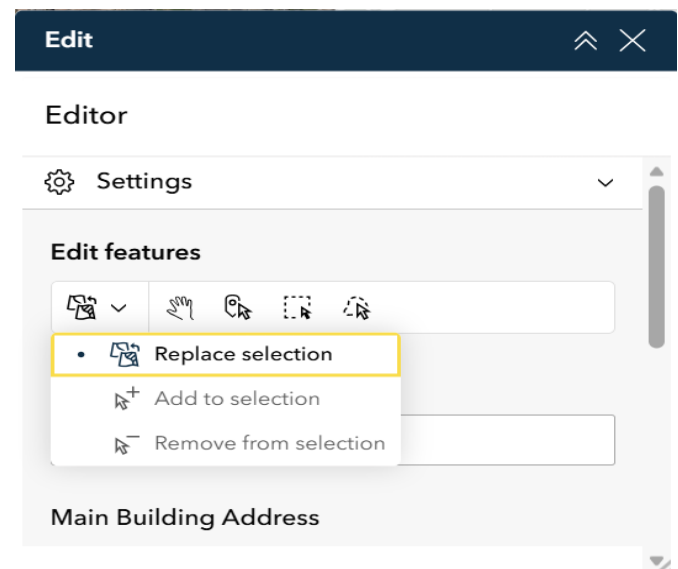 Edit
Editor
Settings
Edit features
Replace selection
Add to selection
Remove from selection
Main Building Address